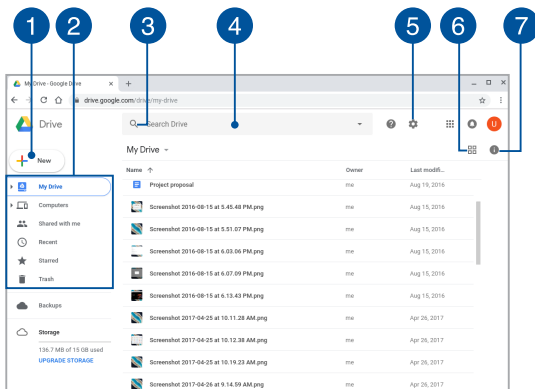 1 2 3 4 5 6 7
My Drive - Google Drive
drive.google.com/drive/my-drive
Drive
Search Drive
U
New
My Drive
Name Owner Last modifi...
My Drive
Computers
Shared with me
Recent
Starred
Trash
Backups
Storage
136.7 MB of 15 GB used
UPGRADE STORAGE
Project proposal me Aug 19, 2016
Screenshot 2016-08-15 at 5.45.48 PM.png me Aug 15, 2016
Screenshot 2016-08-15 at 5.51.07 PM.png me Aug 15, 2016
Screenshot 2016-08-15 at 6.03.06 PM.png me Aug 15, 2016
Screenshot 2016-08-15 at 6.07.09 PM.png me Aug 15, 2016
Screenshot 2016-08-15 at 6.13.43 PM.png me Aug 15, 2016
Screenshot 2017-04-25 at 10.11.28 AM.png me Apr 26, 2017
Screenshot 2017-04-25 at 10.12.38 AM.png me Apr 26, 2017
Screenshot 2017-04-25 at 10.19.23 AM.png me Apr 26, 2017
Screenshot 2017-04-26 at 9.14.59 AM.png me Apr 26, 2017